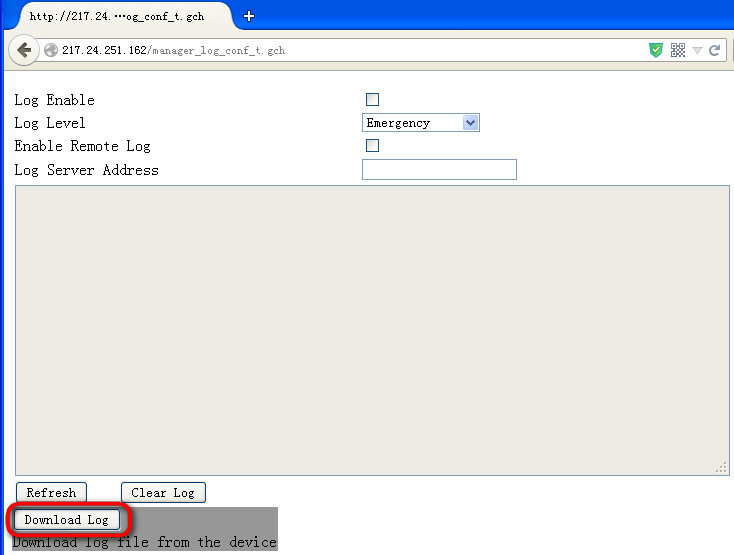 http://217.24.…og_conf_t.gch
217.24.251.162/manager_log_conf_t.gch
Log Enable
Log Level Emergency
Enable Remote Log
Log Server Address
Refresh Clear Log
Download Log
Download log file from the device